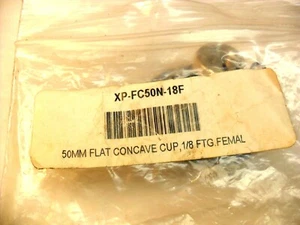 XP-FC50N-18F
50MM FLAT CONCAVE CUP,1/8 FTG.FEMAL